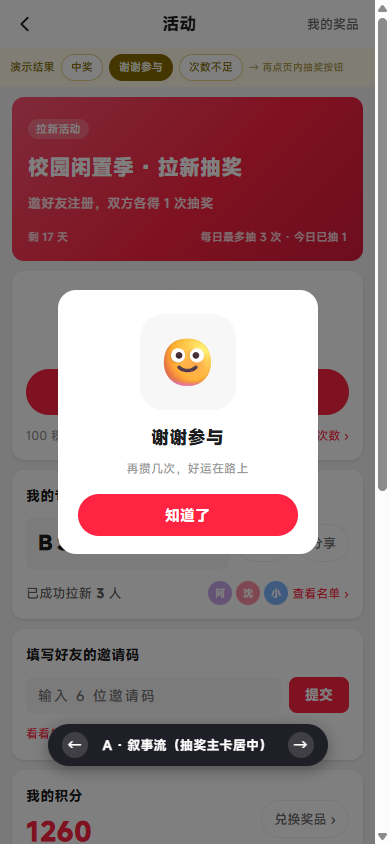 活动
我的奖品
演示结果 中奖 谢谢参与 次数不足 → 再点页内抽奖按钮
拉新活动
校园闲置季 · 拉新抽奖
邀好友注册，双方各得 1 次抽奖
剩 17 天
每日最多抽 3 次 · 今日已抽 1
谢谢参与
再攒几次，好运在路上
知道了
100
次数 ›
我的
B
分享
已成功拉新 3 人
阿 沈 小 查看名单 ›
填写好友的邀请码
输入 6 位邀请码
提交
看看
← A · 叙事流（抽奖主卡居中） →
我的积分
1260
兑换奖品 ›